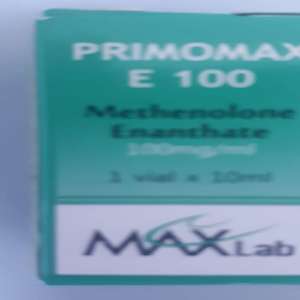 PRIMOMAX
E 100
Methenolone
Enanthate
100mg/ml
1 vial x 10ml
MAX Lab